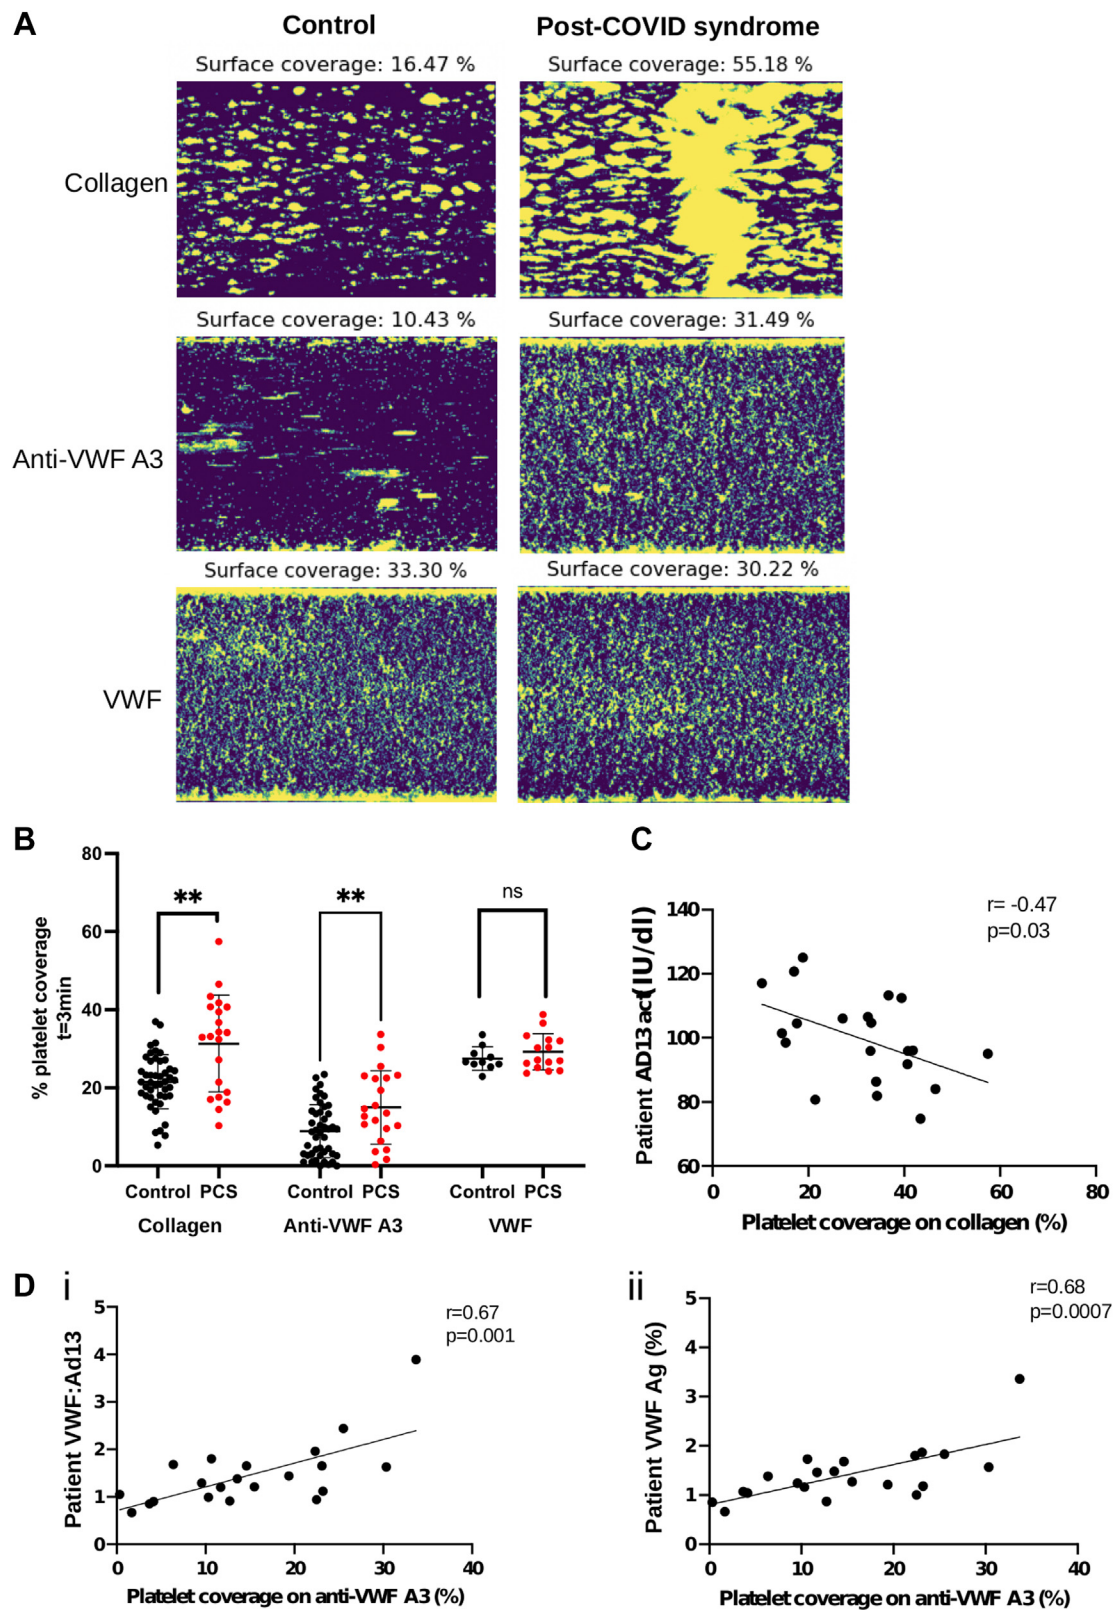 A
Control
Post-COVID syndrome
Surface coverage: 16.47 %
Surface coverage: 55.18 %
Collagen
Surface coverage: 10.43 %
Surface coverage: 31.49 %
Anti-VWF A3
Surface coverage: 33.30 %
Surface coverage: 30.22 %
VWF
B
% platelet coverage
t=3min
80
60
40
20
0
**
**
ns
Control PCS
Control PCS
Control PCS
Collagen
Anti-VWF A3
VWF
C
r= -0.47
p=0.03
Patient AD13 act(IU/dl)
140
120
100
80
60
0 20 40 60 80
Platelet coverage on collagen (%)
D
i
r=0.67
p=0.001
Patient VWF:Ad13
5
4
3
2
1
0
0 10 20 30 40
Platelet coverage on anti-VWF A3 (%)
ii
r=0.68
p=0.0007
Patient VWF Ag (%)
5
4
3
2
1
0
0 10 20 30 40
Platelet coverage on anti-VWF A3 (%)